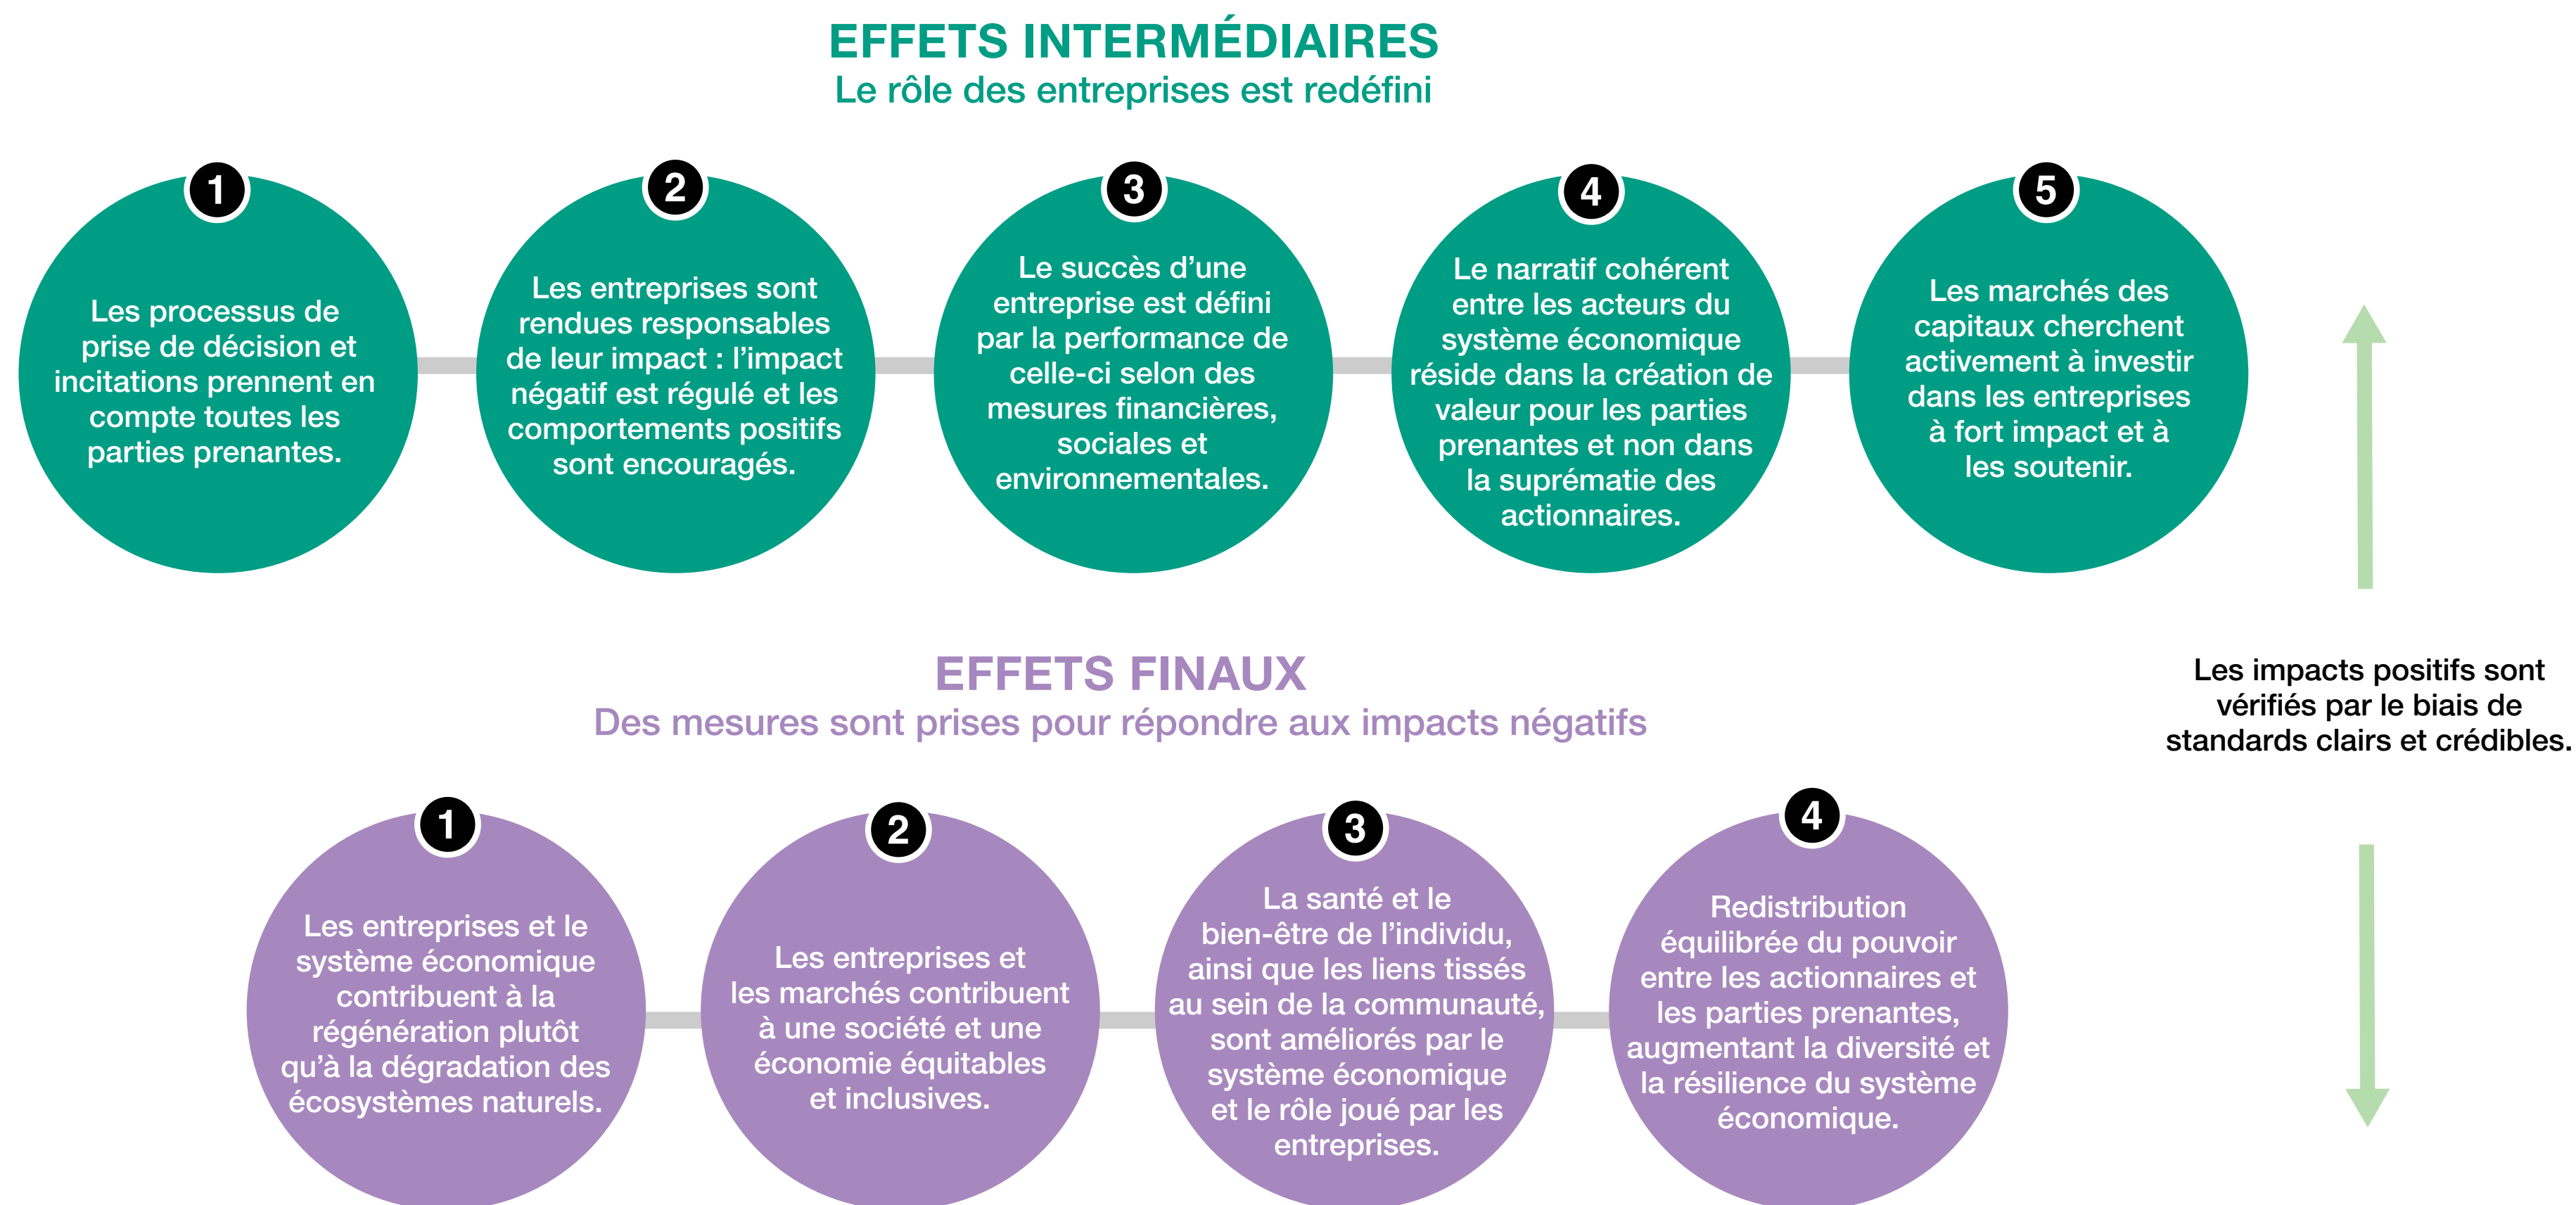 EFFETS INTERMÉDIAIRES
Le rôle des entreprises est redéfini
1
Les processus de
prise de décision et
incitations prennent en
compte toutes les
parties prenantes.
2
Les entreprises sont
rendues responsables
de leur impact : l’impact
négatif est régulé et les
comportements positifs
sont encouragés.
3
Le succès d’une
entreprise est défini
par la performance de
celle-ci selon des
mesures financières,
sociales et
environnementales.
4
Le narratif cohérent
entre les acteurs du
système économique
réside dans la création de
valeur pour les parties
prenantes et non dans
la suprématie des
actionnaires.
5
Les marchés des
capitaux cherchent
activement à investir
dans les entreprises
à fort impact et à
les soutenir.
Les impacts positifs sont
vérifiés par le biais de
standards clairs et crédibles.
EFFETS FINAUX
Des mesures sont prises pour répondre aux impacts négatifs
1
Les entreprises et le
système économique
contribuent à la
régénération plutôt
qu’à la dégradation des
écosystèmes naturels.
2
Les entreprises et
les marchés contribuent
à une société et une
économie équitables
et inclusives.
3
La santé et le
bien-être de l’individu,
ainsi que les liens tissés
au sein de la communauté,
sont améliorés par le
système économique
et le rôle joué par les
entreprises.
4
Redistribution
équilibrée du pouvoir
entre les actionnaires et
les parties prenantes,
augmentant la diversité et
la résilience du système
économique.